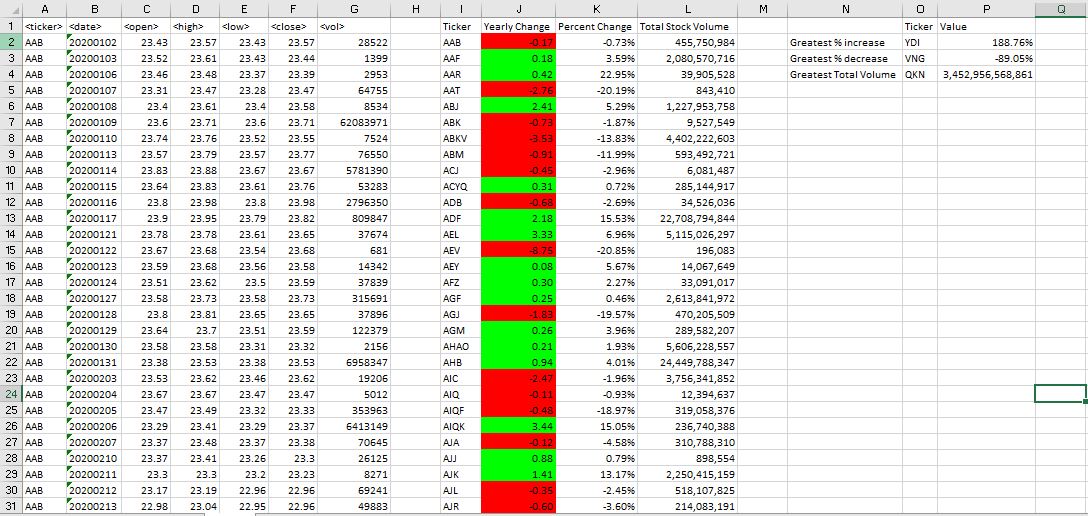 A B C D E F G H I J K L M N O P Q
1 <ticker> <date> <open> <high> <low> <close> <vol> Ticker Yearly Change Percent Change Total Stock Volume Ticker Value
2 AAB 20200102 23.43 23.57 23.43 23.57 28522 AAB -0.17 -0.73% 455,750,984 Greatest % increase YDI 188.76%
3 AAB 20200103 23.52 23.61 23.43 23.44 1399 AAF 0.18 3.59% 2,080,570,716 Greatest % decrease VNG -89.05%
4 AAB 20200106 23.46 23.48 23.37 23.39 2953 AAR 0.42 22.95% 39,905,528 Greatest Total Volume QKN 3,452,956,568,861
5 AAB 20200107 23.31 23.47 23.28 23.47 64755 AAT -2.76 -20.19% 843,410
6 AAB 20200108 23.4 23.61 23.4 23.58 8534 ABJ 2.41 5.29% 1,227,953,758
7 AAB 20200109 23.6 23.71 23.6 23.71 62083971 ABK -0.73 -1.87% 9,527,549
8 AAB 20200110 23.74 23.76 23.52 23.55 7524 ABKV -3.53 -13.83% 4,402,222,603
9 AAB 20200113 23.57 23.79 23.57 23.77 76550 ABM -0.91 -11.99% 593,492,721
10 AAB 20200114 23.83 23.88 23.67 23.67 5781390 ACJ -0.45 -2.96% 6,081,487
11 AAB 20200115 23.64 23.83 23.61 23.76 53283 ACYQ 0.31 0.72% 285,144,917
12 AAB 20200116 23.8 23.98 23.8 23.98 2796350 ADB -0.68 -2.69% 34,526,036
13 AAB 20200117 23.9 23.95 23.79 23.82 809847 ADF 2.18 15.53% 22,708,794,844
14 AAB 20200121 23.78 23.78 23.61 23.65 37674 AEL 3.33 6.96% 5,115,026,297
15 AAB 20200122 23.67 23.68 23.54 23.68 681 AEV -8.75 -20.85% 196,083
16 AAB 20200123 23.59 23.68 23.56 23.58 14342 AEY 0.08 5.67% 14,067,649
17 AAB 20200124 23.51 23.62 23.5 23.59 37839 AFZ 0.30 2.27% 33,091,017
18 AAB 20200127 23.58 23.73 23.58 23.73 315691 AGF 0.25 0.46% 2,613,841,972
19 AAB 20200128 23.8 23.81 23.65 23.65 37896 AGJ -1.83 -19.57% 470,205,509
20 AAB 20200129 23.64 23.7 23.51 23.59 122379 AGM 0.26 3.96% 289,582,207
21 AAB 20200130 23.58 23.58 23.31 23.32 2156 AHAO 0.21 1.93% 5,606,228,557
22 AAB 20200131 23.38 23.53 23.38 23.53 6958347 AHB 0.94 4.01% 24,449,788,347
23 AAB 20200203 23.53 23.62 23.46 23.62 19206 AIC -2.47 -1.96% 3,756,341,852
24 AAB 20200204 23.67 23.67 23.47 23.47 5012 AIQ -0.11 -0.93% 12,394,637
25 AAB 20200205 23.47 23.49 23.32 23.33 353963 AIQF -0.48 -18.97% 319,058,376
26 AAB 20200206 23.29 23.41 23.29 23.37 6413149 AIQK 3.44 15.05% 236,740,388
27 AAB 20200207 23.37 23.48 23.37 23.38 70645 AJA -0.12 -4.58% 310,788,310
28 AAB 20200210 23.37 23.41 23.26 23.3 26125 AJJ 0.88 0.79% 898,554
29 AAB 20200211 23.3 23.3 23.2 23.23 8271 AJK 1.41 13.17% 2,250,415,159
30 AAB 20200212 23.17 23.19 22.96 22.96 69241 AJL -0.35 -2.45% 518,107,825
31 AAB 20200213 22.98 23.04 22.95 22.96 49883 AJR -0.60 -3.60% 214,083,191